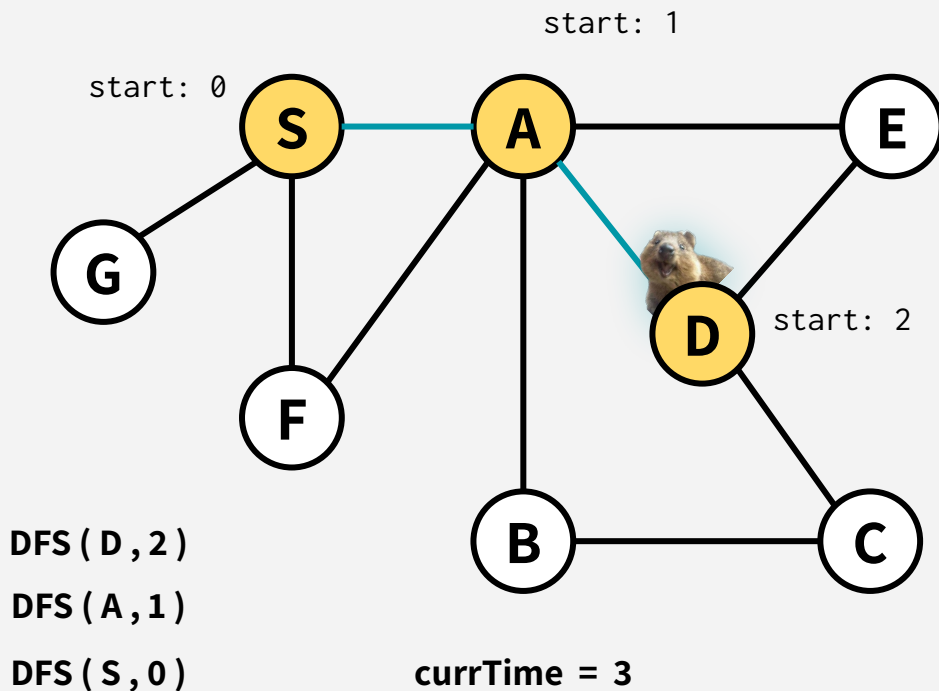 start: 1
start: 0
S
A
E
G
D
start: 2
F
B
C
DFS(D,2)
DFS(A,1)
DFS(S,0)
currTime = 3